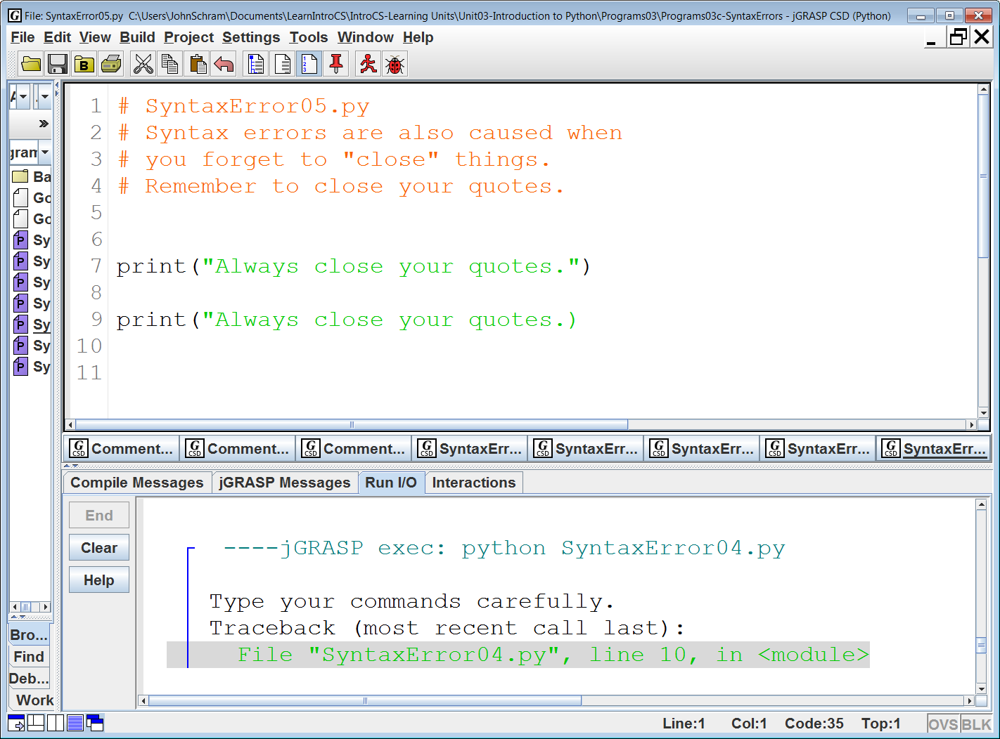 File: SyntaxError05.py  C:\Users\JohnSchram\Documents\LearnIntroCS\IntroCS-Learning Units\Unit03-Introduction to Python\Programs03\Programs03c-SyntaxErrors - jGRASP CSD (Python)
File Edit View Build Project Settings Tools Window Help
1 # SyntaxError05.py
2 # Syntax errors are also caused when
3 # you forget to "close" things.
4 # Remember to close your quotes.
5
6
7 print("Always close your quotes.")
8
9 print("Always close your quotes.)
10
11
gram
Ba
Go
Go
Sy
Sy
Sy
Sy
Sy
Sy
Sy
Comment... Comment... Comment... SyntaxErr... SyntaxErr... SyntaxErr... SyntaxErr... SyntaxErr...
Compile Messages jGRASP Messages Run I/O Interactions
End
Clear
Help
----jGRASP exec: python SyntaxError04.py
Type your commands carefully.
Traceback (most recent call last):
File "SyntaxError04.py", line 10, in <module>
Bro...
Find
Deb...
Work
Line:1 Col:1 Code:35 Top:1 OVS BLK